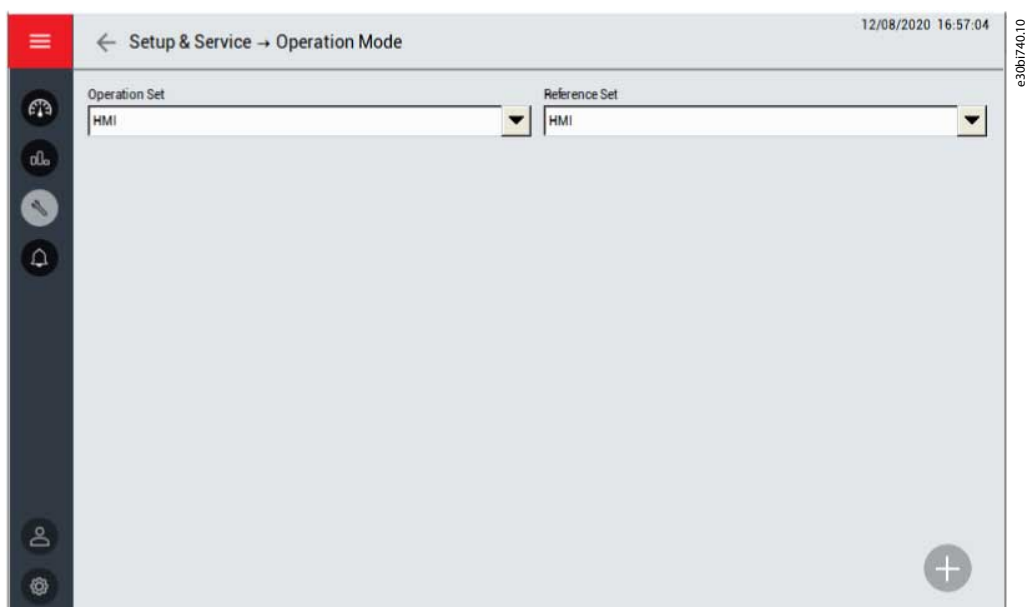 12/08/2020 16:57:04
Setup & Service → Operation Mode
Operation Set
Reference Set
HMI
HMI
e30bi740.10